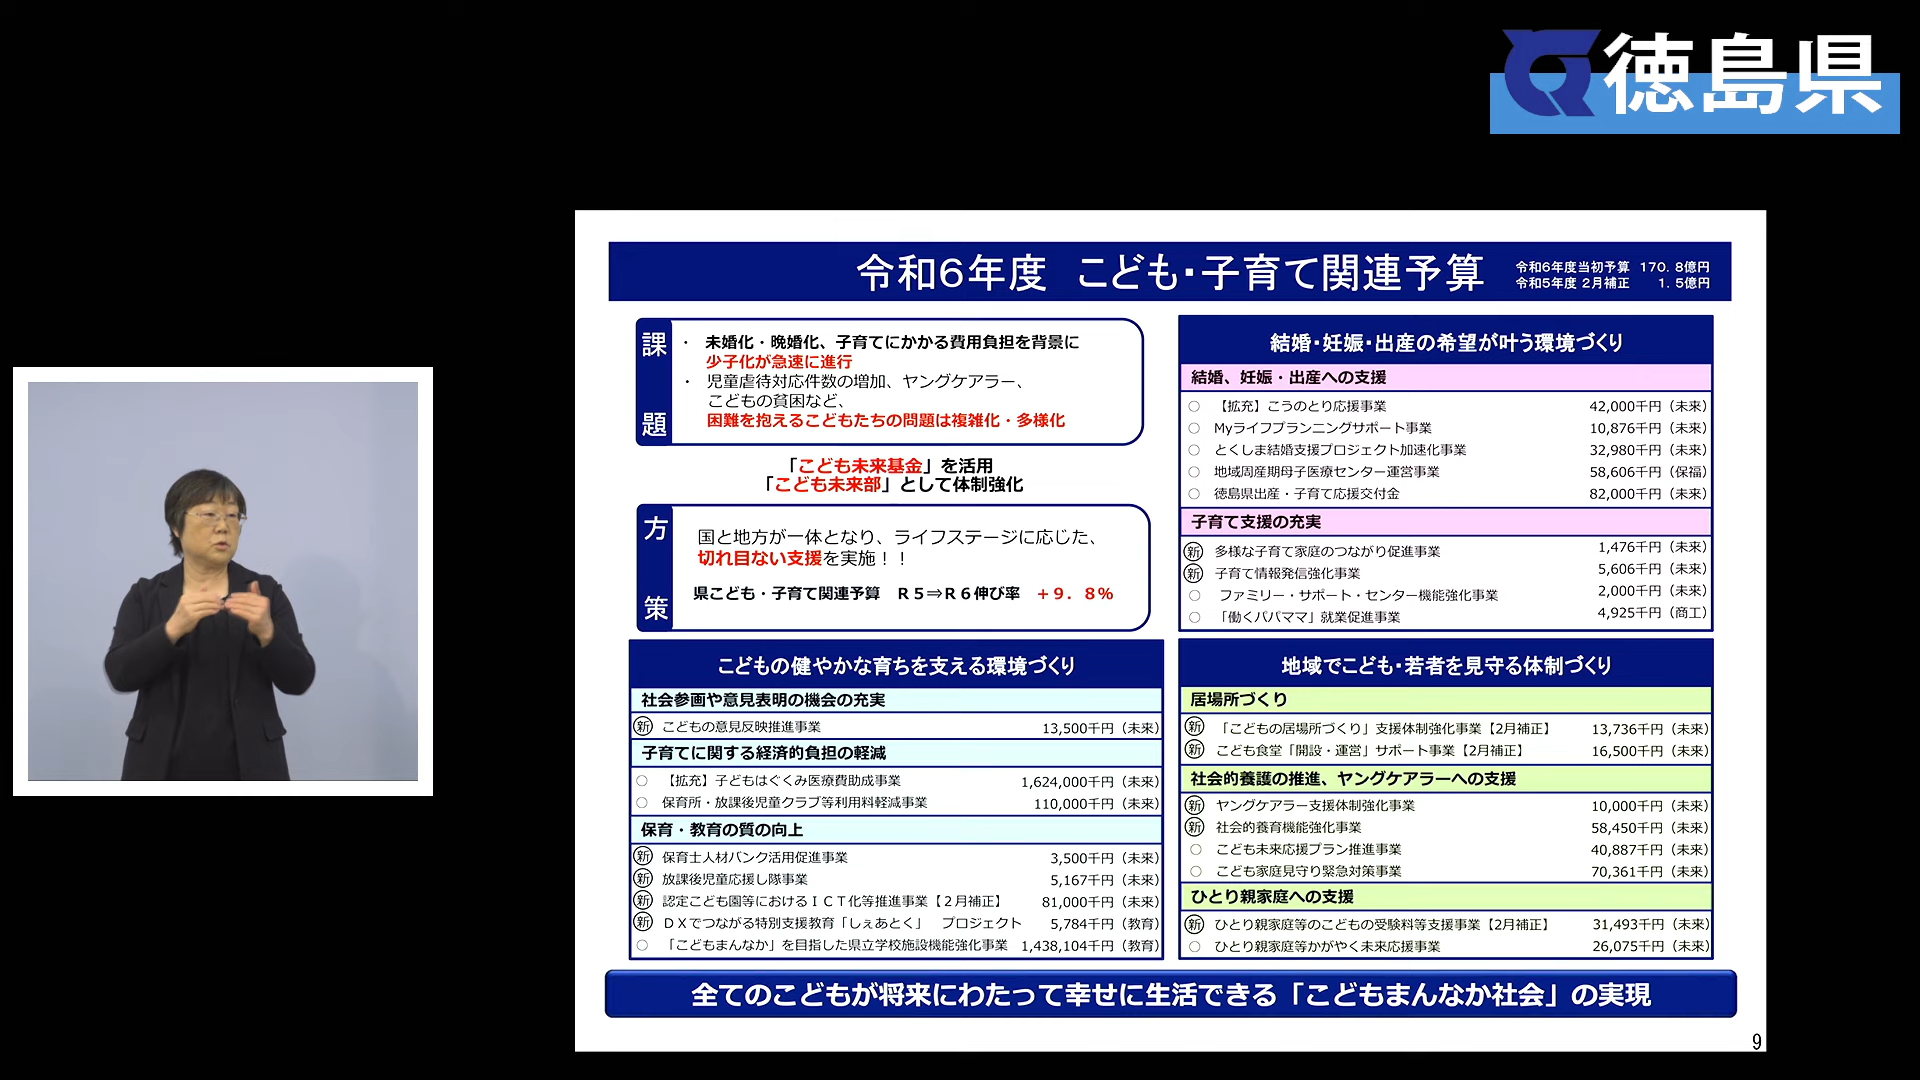 徳島県
令和6年度 こども・子育て関連予算
令和6年度当初予算 170.8億円
令和5年度 2月補正 1.5億円
課題
・ 未婚化・晩婚化、子育てにかかる費用負担を背景に
少子化が急速に進行
・ 児童虐待対応件数の増加、ヤングケアラー、
こどもの貧困など、
困難を抱えるこどもたちの問題は複雑化・多様化
「こども未来基金」を活用
「こども未来部」として体制強化
方策
国と地方が一体となり、ライフステージに応じた、
切れ目ない支援を実施！！
県こども・子育て関連予算 R5⇒R6伸び率 +9.8%
結婚・妊娠・出産の希望が叶う環境づくり
結婚、妊娠・出産への支援
○ 【拡充】こうのとり応援事業 42,000千円（未来）
○ Myライフプランニングサポート事業 10,876千円（未来）
○ とくしま結婚支援プロジェクト加速化事業 32,980千円（未来）
○ 地域周産期母子医療センター運営事業 58,606千円（保福）
○ 徳島県出産・子育て応援交付金 82,000千円（未来）
子育て支援の充実
新 多様な子育て家庭のつながり促進事業 1,476千円（未来）
新 子育て情報発信強化事業 5,606千円（未来）
○ ファミリー・サポート・センター機能強化事業 2,000千円（未来）
○ 「働くパパママ」就業促進事業 4,925千円（商工）
こどもの健やかな育ちを支える環境づくり
社会参画や意見表明の機会の充実
新 こどもの意見反映推進事業 13,500千円（未来）
子育てに関する経済的負担の軽減
○ 【拡充】子どもはぐくみ医療費助成事業 1,624,000千円（未来）
○ 保育所・放課後児童クラブ等利用料軽減事業 110,000千円（未来）
保育・教育の質の向上
新 保育士人材バンク活用促進事業 3,500千円（未来）
新 放課後児童応援し隊事業 5,167千円（未来）
新 認定こども園等におけるＩＣＴ化等推進事業【２月補正】 81,000千円（未来）
新 ＤＸでつながる特別支援教育「しぇあとく」 プロジェクト 5,784千円（教育）
○ 「こどもまんなか」を目指した県立学校施設機能強化事業 1,438,104千円（教育）
地域でこども・若者を見守る体制づくり
居場所づくり
新 「こどもの居場所づくり」支援体制強化事業【2月補正】 13,736千円（未来）
新 こども食堂「開設・運営」サポート事業【2月補正】 16,500千円（未来）
社会的養護の推進、ヤングケアラーへの支援
新 ヤングケアラー支援体制強化事業 10,000千円（未来）
新 社会的養育機能強化事業 58,450千円（未来）
○ こども未来応援プラン推進事業 40,887千円（未来）
○ こども家庭見守り緊急対策事業 70,361千円（未来）
ひとり親家庭への支援
新 ひとり親家庭等のこどもの受験料等支援事業【2月補正】 31,493千円（未来）
○ ひとり親家庭等かがやく未来応援事業 26,075千円（未来）
全てのこどもが将来にわたって幸せに生活できる「こどもまんなか社会」の実現
9